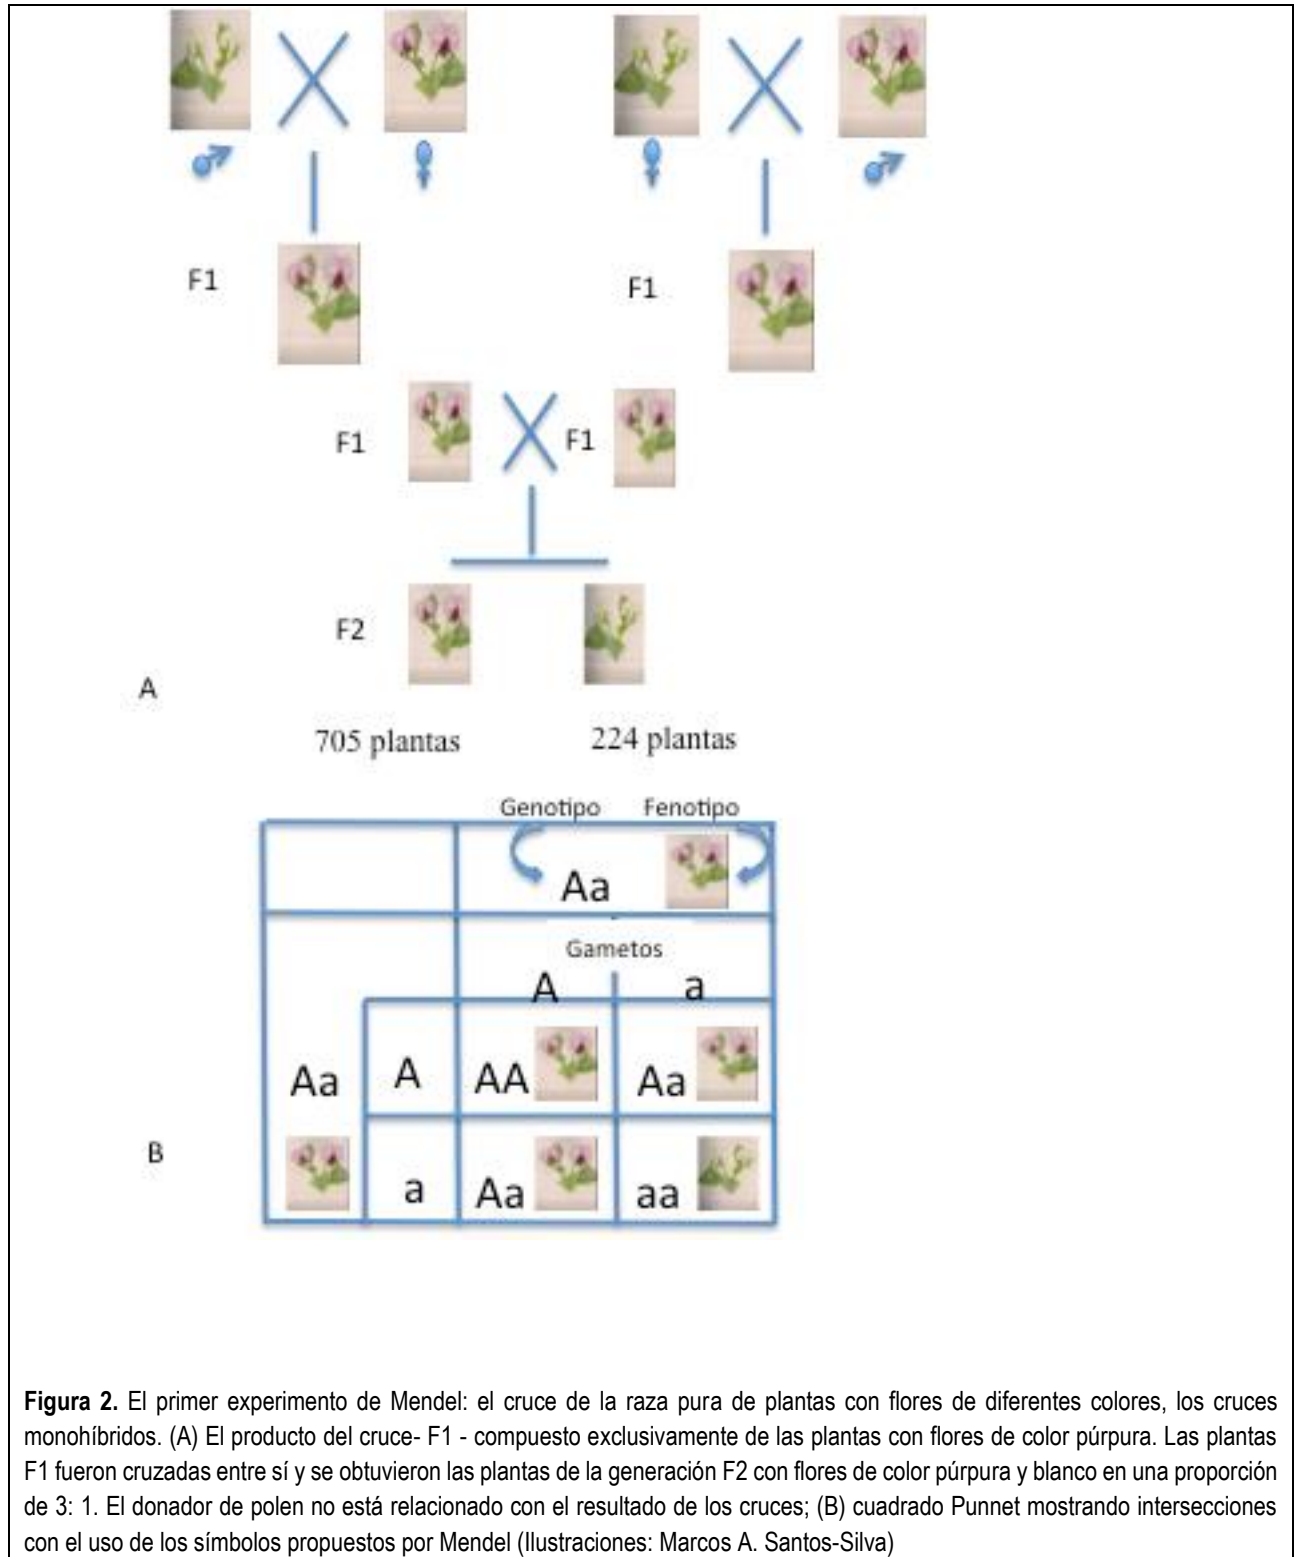 F1
F1
F1
F1
F2
A
705 plantas
224 plantas
Genotipo
Fenotipo
Aa
Gametos
A
a
Aa
A
AA
Aa
B
a
Aa
aa
Figura 2. El primer experimento de Mendel: el cruce de la raza pura de plantas con flores de diferentes colores, los cruces
monohíbridos. (A) El producto del cruce- F1 - compuesto exclusivamente de las plantas con flores de color púrpura. Las plantas
F1 fueron cruzadas entre sí y se obtuvieron las plantas de la generación F2 con flores de color púrpura y blanco en una proporción
de 3: 1. El donador de polen no está relacionado con el resultado de los cruces; (B) cuadrado Punnet mostrando intersecciones
con el uso de los símbolos propuestos por Mendel (Ilustraciones: Marcos A. Santos-Silva)